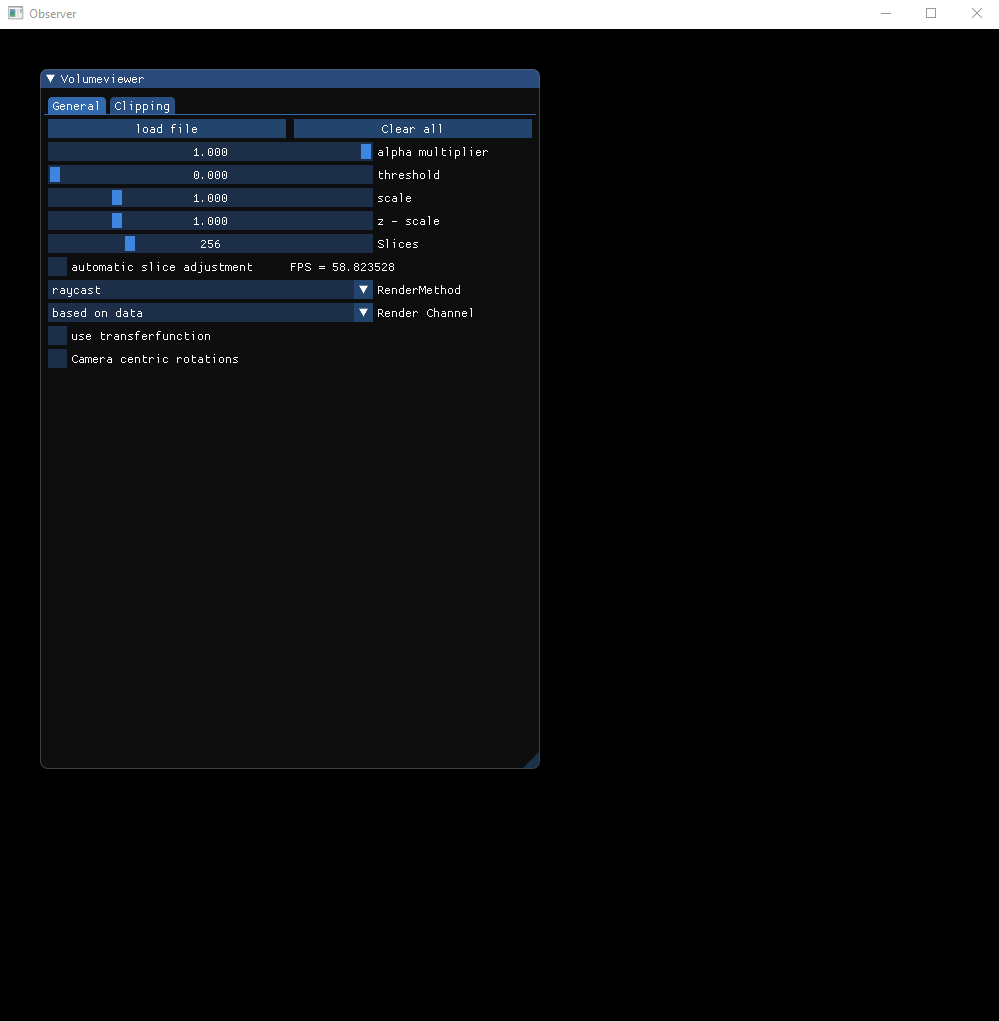 Observer
Volumeviewer
General Clipping
load file Clear all
1.000 alpha multiplier
0.000 threshold
1.000 scale
1.000 z - scale
256 Slices
automatic slice adjustment FPS = 58.823528
raycast RenderMethod
based on data Render Channel
use transferfunction
Camera centric rotations